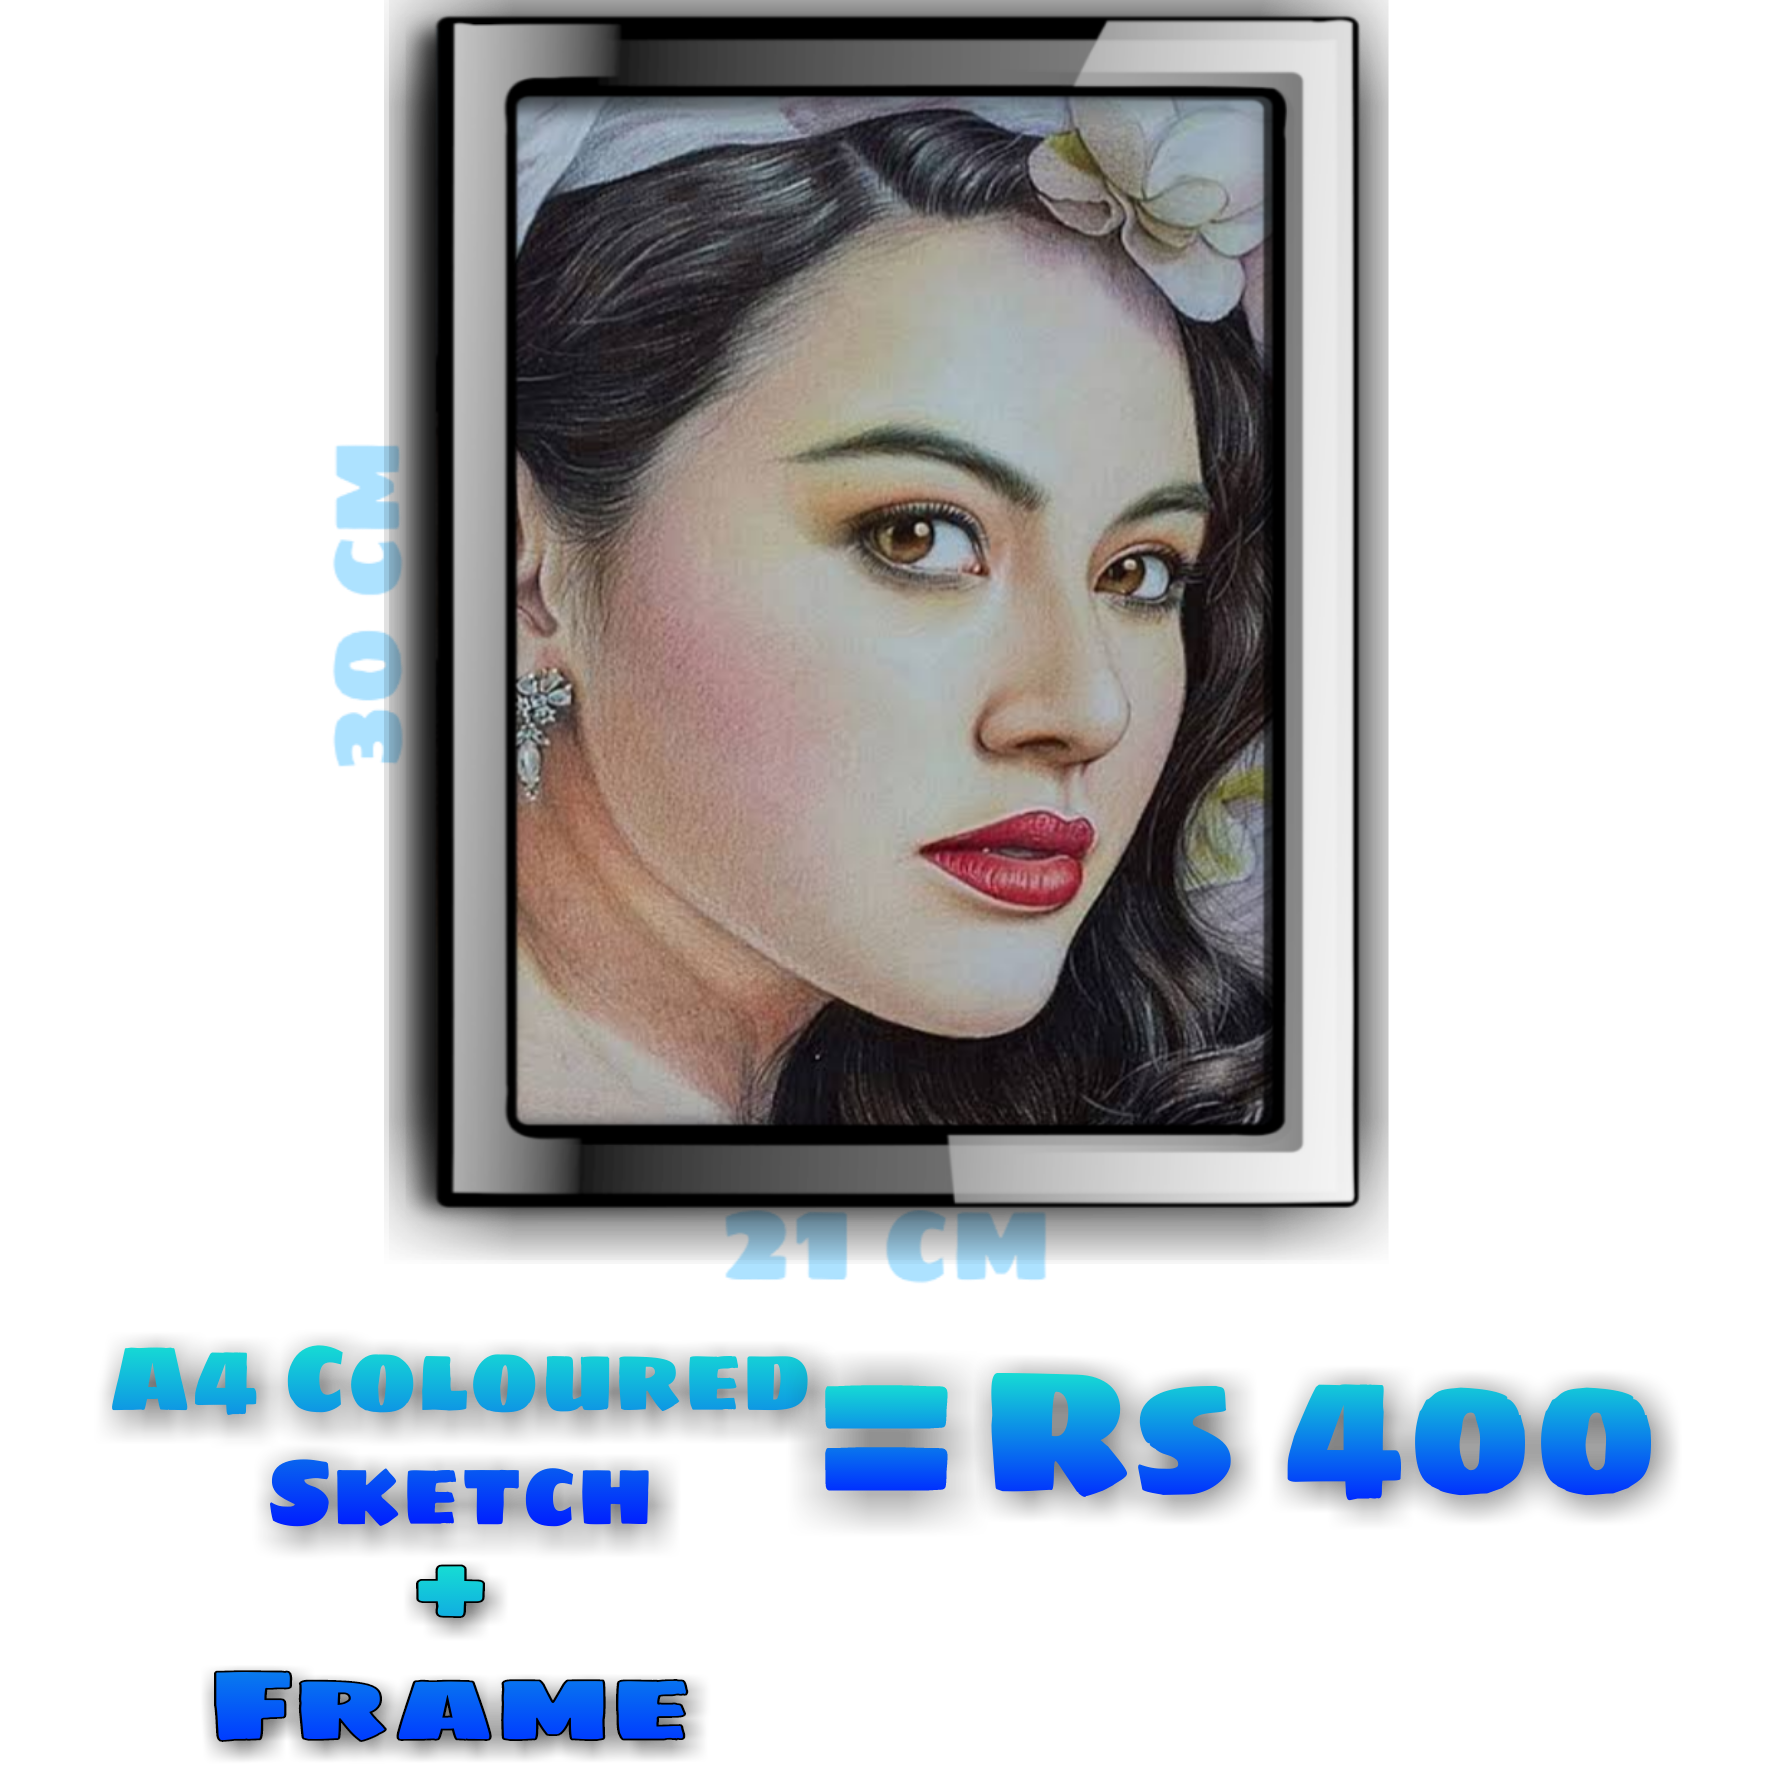 30 CM
21 CM
A4 COLOURED
SKETCH
+
FRAME
= RS 400